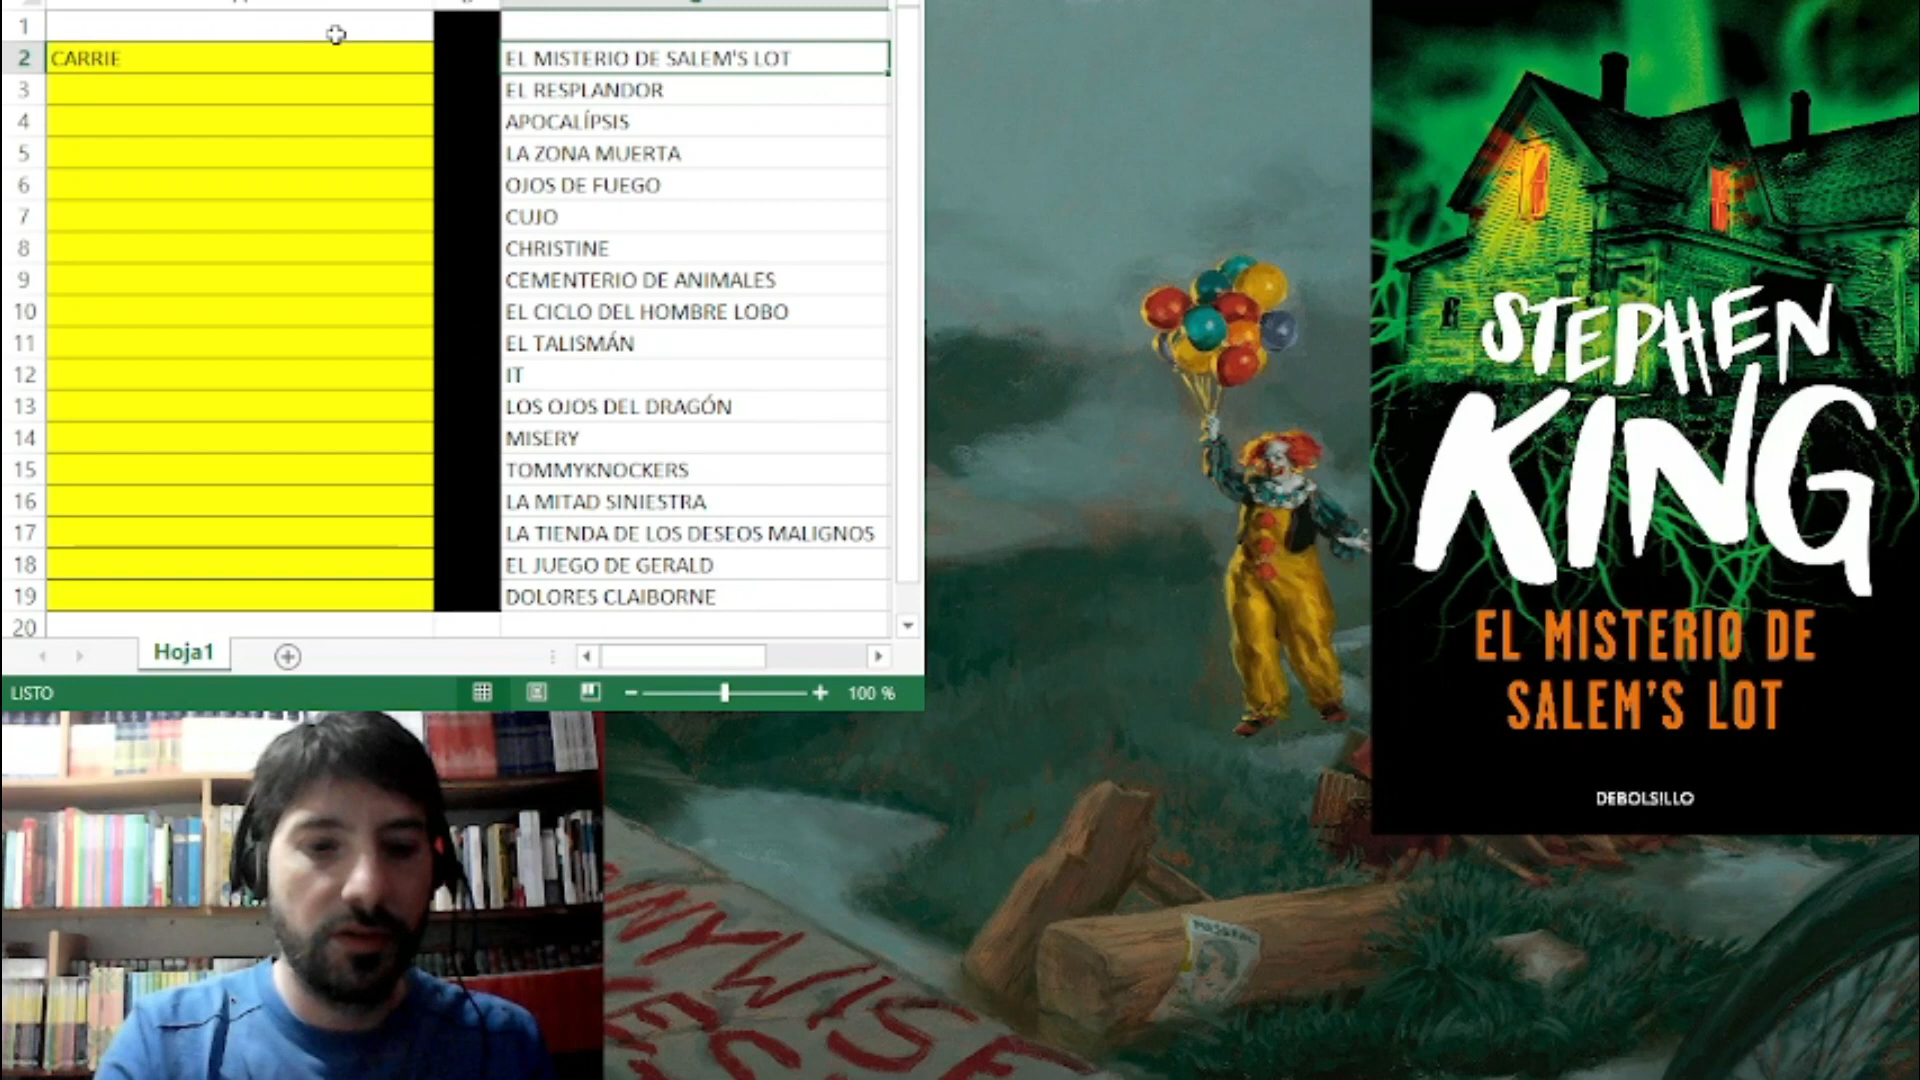 1
2 CARRIE EL MISTERIO DE SALEM'S LOT
3 EL RESPLANDOR
4 APOCALÍPSIS
5 LA ZONA MUERTA
6 OJOS DE FUEGO
7 CUJO
8 CHRISTINE
9 CEMENTERIO DE ANIMALES
10 EL CICLO DEL HOMBRE LOBO
11 EL TALISMÁN
12 IT
13 LOS OJOS DEL DRAGÓN
14 MISERY
15 TOMMYKNOCKERS
16 LA MITAD SINIESTRA
17 LA TIENDA DE LOS DESEOS MALIGNOS
18 EL JUEGO DE GERALD
19 DOLORES CLAIBORNE
20
Hoja1
LISTO 100 %
STEPHEN
KING
EL MISTERIO DE
SALEM'S LOT
DEBOLSILLO